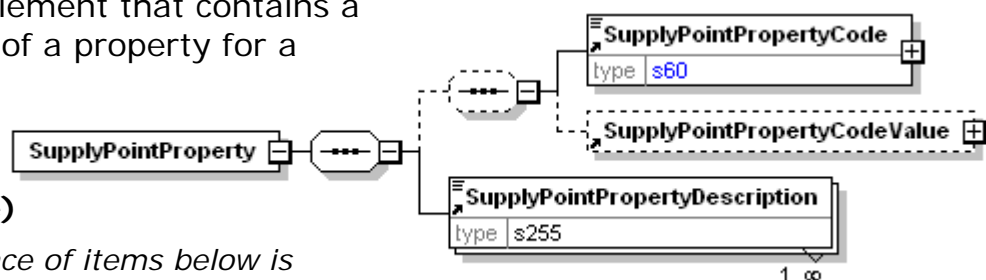 lement that contains a
of a property for a
)
ce of items below is
SupplyPointProperty
SupplyPointPropertyCode
type s60
SupplyPointPropertyCodeValue
SupplyPointPropertyDescription
type s255
1..∞